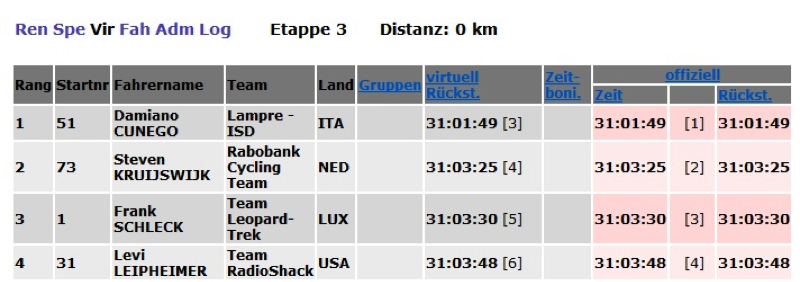 Ren Spe Vir Fah Adm Log Etappe 3 Distanz: 0 km
Rang Startnr Fahrername Team Land Gruppen virtuell Rückst. Zeit-boni. offiziell
Zeit Rückst.
1 51 Damiano CUNEGO Lampre - ISD ITA 31:01:49 [3] 31:01:49 [1] 31:01:49
2 73 Steven KRUIJSWIJK Rabobank Cycling Team NED 31:03:25 [4] 31:03:25 [2] 31:03:25
3 1 Frank SCHLECK Team Leopard-Trek LUX 31:03:30 [5] 31:03:30 [3] 31:03:30
4 31 Levi LEIPHEIMER Team RadioShack USA 31:03:48 [6] 31:03:48 [4] 31:03:48